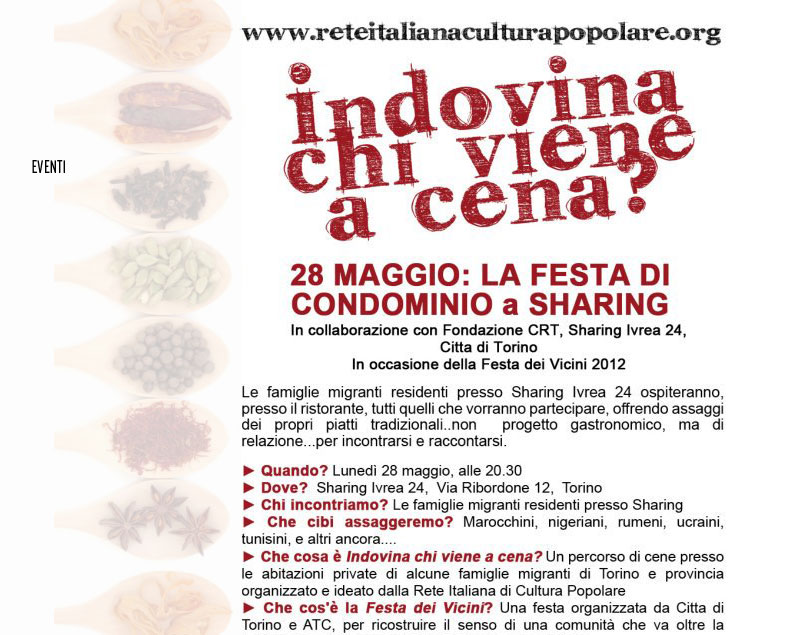 www.reteitalianaculturapopolare.org
indovina
chi viene
a cena?
EVENTI
28 MAGGIO: LA FESTA DI
CONDOMINIO a SHARING
In collaborazione con Fondazione CRT, Sharing Ivrea 24,
Citta di Torino
In occasione della Festa dei Vicini 2012
Le famiglie migranti residenti presso Sharing Ivrea 24 ospiteranno,
presso il ristorante, tutti quelli che vorranno partecipare, offrendo assaggi
dei propri piatti tradizionali..non progetto gastronomico, ma di
relazione...per incontrarsi e raccontarsi.
► Quando? Lunedì 28 maggio, alle 20.30
► Dove? Sharing Ivrea 24, Via Ribordone 12, Torino
► Chi incontriamo? Le famiglie migranti residenti presso Sharing
► Che cibi assaggeremo? Marocchini, nigeriani, rumeni, ucraini,
tunisini, e altri ancora....
► Che cosa è Indovina chi viene a cena? Un percorso di cene presso
le abitazioni private di alcune famiglie migranti di Torino e provincia
organizzato e ideato dalla Rete Italiana di Cultura Popolare
► Che cos'è la Festa dei Vicini? Una festa organizzata da Citta di
Torino e ATC, per ricostruire il senso di una comunità che va oltre la